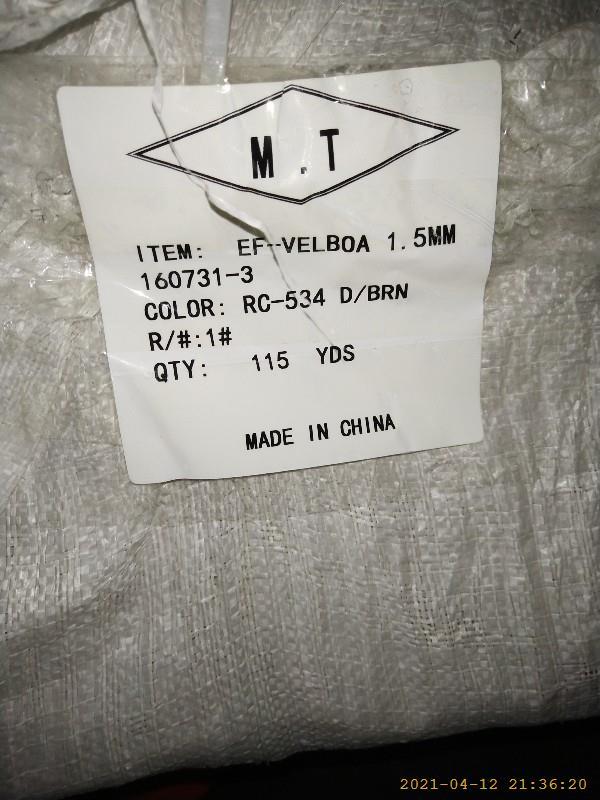 M.T
ITEM: EF-VELBOA 1.5MM
160731-3
COLOR: RC-534 D/BRN
R/#:1#
QTY: 115 YDS
MADE IN CHINA
2021-04-12 21:36:20